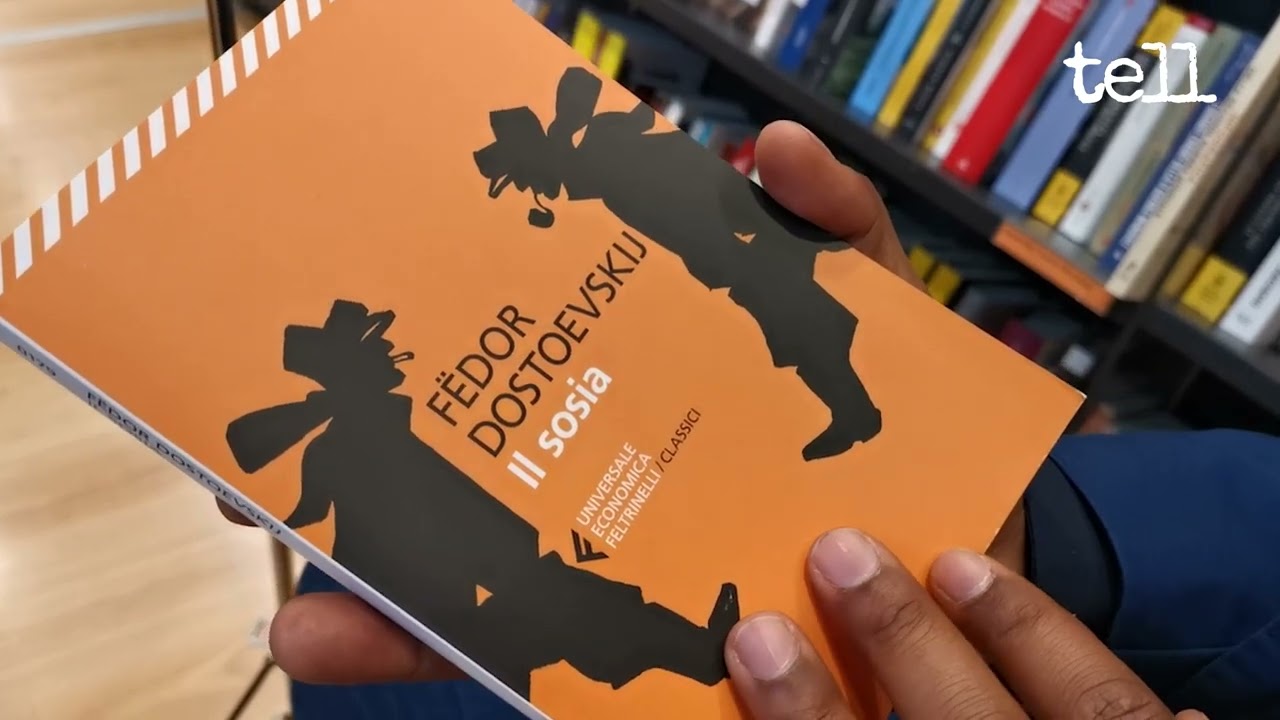 tell
FËDOR
DOSTOEVSKIJ
Il sosia
UNIVERSALE
ECONOMICA
FELTRINELLI / CLASSICI
FËDOR DOSTOEVSKIJ